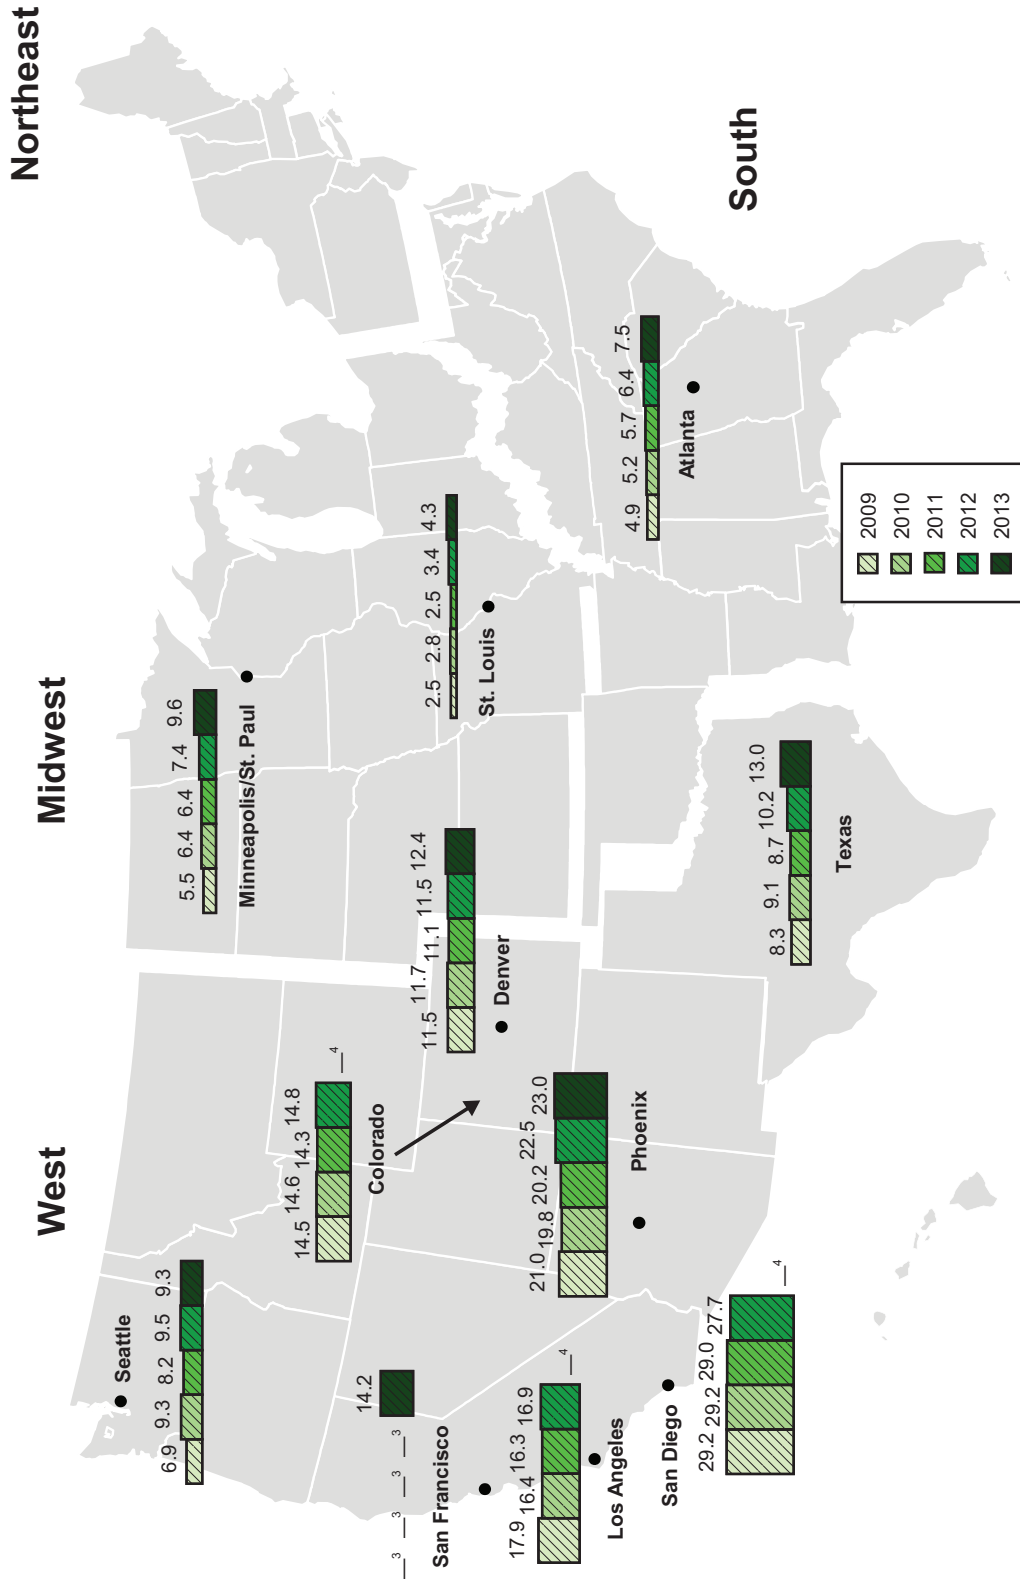 West
Midwest
Northeast
South
Seattle
6.9 9.3 8.2 9.5 9.3
San Francisco
—3 —3 —3 —3 14.2
Los Angeles
17.9 16.4 16.3 16.9 —4
San Diego
29.2 29.2 29.0 27.7 —4
Colorado
14.5 14.6 14.3 14.8 —4
Denver
11.5 11.7 11.1 11.5 12.4
Phoenix
21.0 19.8 20.2 22.5 23.0
Minneapolis/St. Paul
5.5 6.4 6.4 7.4 9.6
St. Louis
2.5 2.8 2.5 3.4 4.3
Texas
8.3 9.1 8.7 10.2 13.0
Atlanta
4.9 5.2 5.7 6.4 7.5
2009
2010
2011
2012
2013